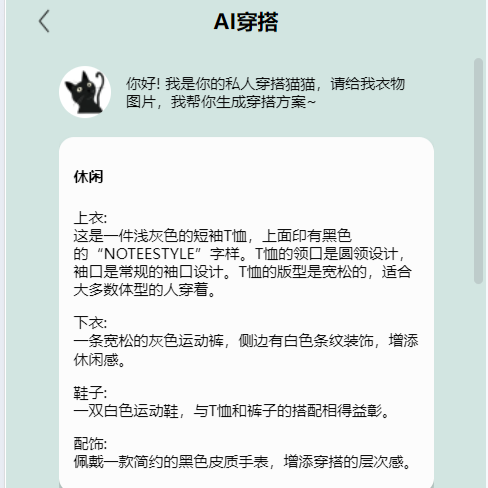 AI穿搭
你好! 我是你的私人穿搭猫猫，请给我衣物
图片，我帮你生成穿搭方案~
休闲
上衣:
这是一件浅灰色的短袖T恤，上面印有黑色
的“NOTEESTYLE”字样。T恤的领口是圆领设计，
袖口是常规的袖口设计。T恤的版型是宽松的，适合
大多数体型的人穿着。
下衣:
一条宽松的灰色运动裤，侧边有白色条纹装饰，增添
休闲感。
鞋子:
一双白色运动鞋，与T恤和裤子的搭配相得益彰。
配饰:
佩戴一款简约的黑色皮质手表，增添穿搭的层次感。